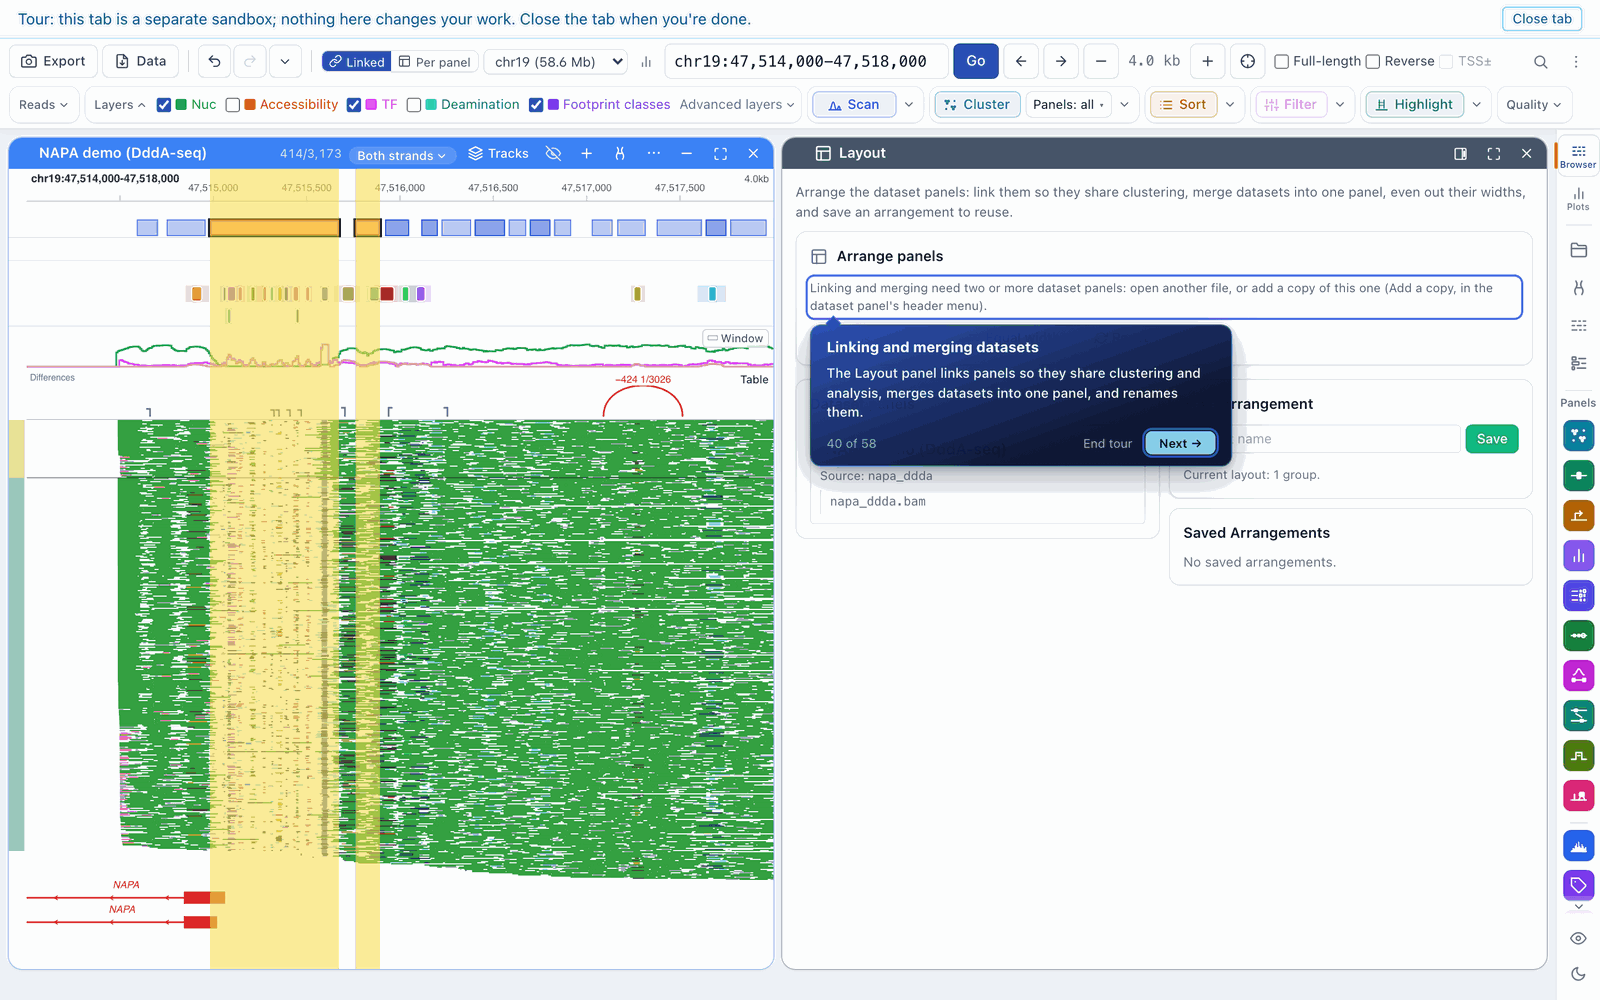 Tour: this tab is a separate sandbox; nothing here changes your work. Close the tab when you're done.
Close tab
Export
Data
Linked
Per panel
chr19 (58.6 Mb)
chr19:47,514,000–47,518,000
Go
4.0 kb
Full-length
Reverse
TSS±
Reads
Layers
Nuc
Accessibility
TF
Deamination
Footprint classes
Advanced layers
Scan
Cluster
Panels: all
Sort
Filter
Highlight
Quality
NAPA demo (DddA-seq)
414/3,173
Both strands
Tracks
chr19:47,514,000-47,518,000
4.0kb
47,515,000
47,515,500
47,516,000
47,516,500
47,517,000
47,517,500
Window
Differences
−424 1/3026
Table
NAPA
NAPA
Layout
Arrange the dataset panels: link them so they share clustering, merge datasets into one panel, even out their widths,
and save an arrangement to reuse.
Arrange panels
Linking and merging need two or more dataset panels: open another file, or add a copy of this one (Add a copy, in the
dataset panel's header menu).
Linking and merging datasets
The Layout panel links panels so they share clustering and
analysis, merges datasets into one panel, and renames
them.
40 of 58
End tour
Next →
Source: napa_ddda
napa_ddda.bam
rrangement
name
Save
Current layout: 1 group.
Saved Arrangements
No saved arrangements.
Browser
Plots
Panels